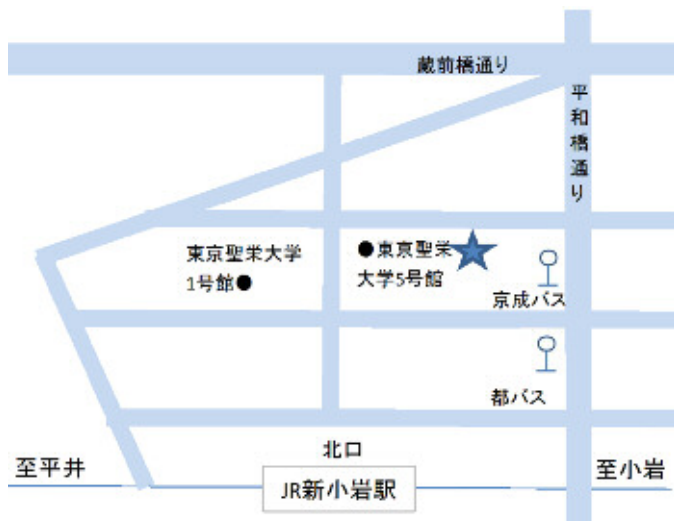 蔵前橋通り
平和橋通り
東京聖栄大学
1号館●
●東京聖栄
大学5号館
京成バス
都バス
北口
至平井
JR新小岩駅
至小岩